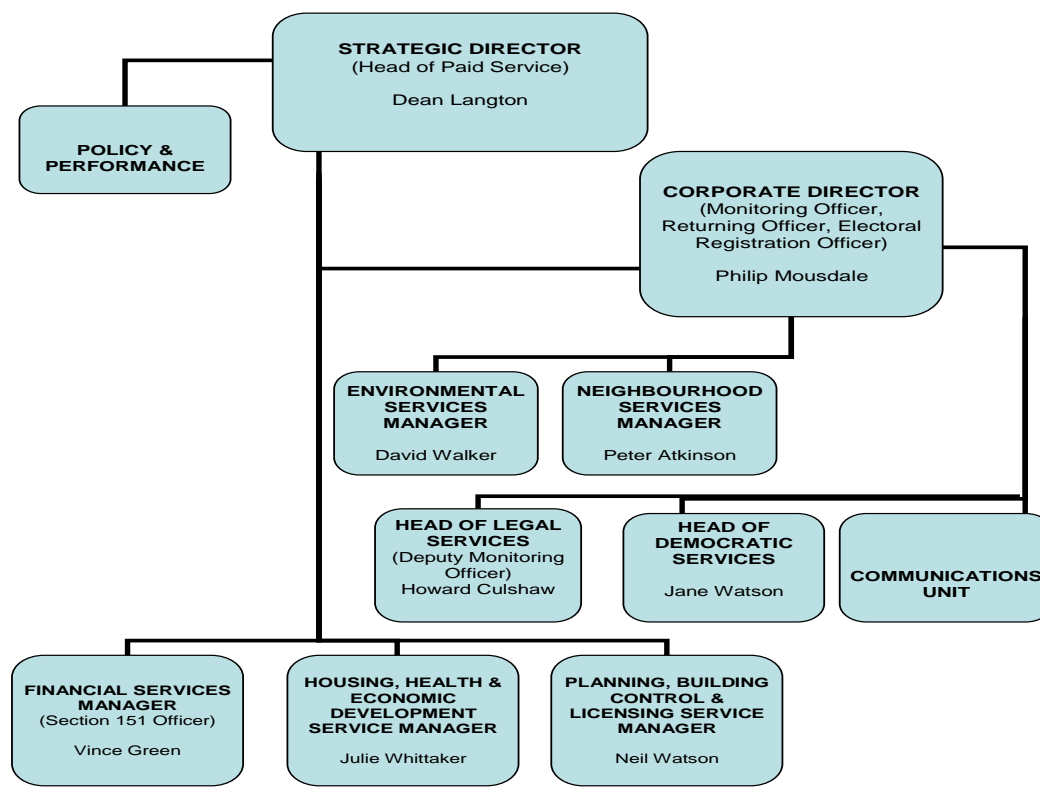 STRATEGIC DIRECTOR
(Head of Paid Service)
Dean Langton
POLICY &
PERFORMANCE
CORPORATE DIRECTOR
(Monitoring Officer,
Returning Officer, Electoral
Registration Officer)
Philip Mousdale
ENVIRONMENTAL
SERVICES
MANAGER
David Walker
NEIGHBOURHOOD
SERVICES
MANAGER
Peter Atkinson
HEAD OF LEGAL
SERVICES
(Deputy Monitoring
Officer)
Howard Culshaw
HEAD OF
DEMOCRATIC
SERVICES
Jane Watson
COMMUNICATIONS
UNIT
FINANCIAL SERVICES
MANAGER
(Section 151 Officer)
Vince Green
HOUSING, HEALTH &
ECONOMIC
DEVELOPMENT
SERVICE MANAGER
Julie Whittaker
PLANNING, BUILDING
CONTROL &
LICENSING SERVICE
MANAGER
Neil Watson